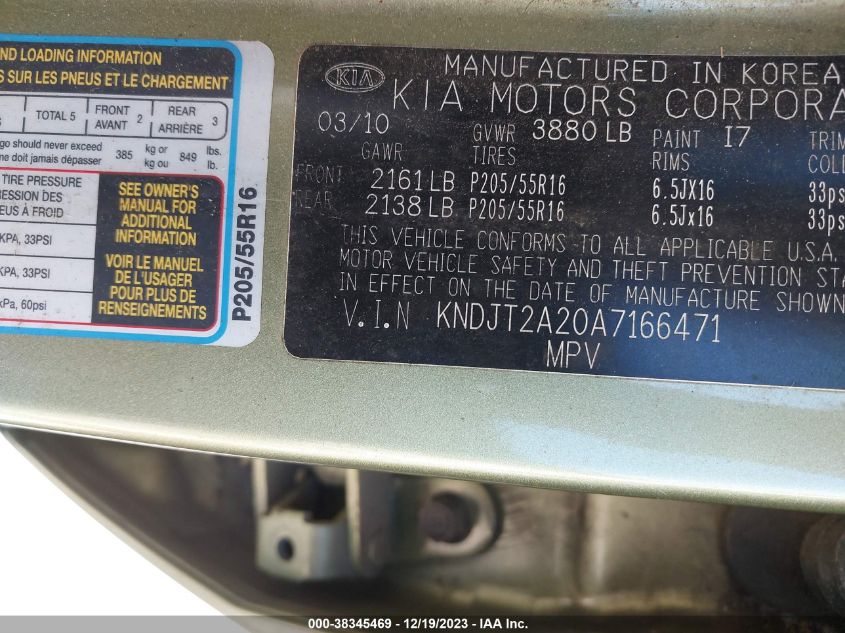 ND LOADING INFORMATION
S SUR LES PNEUS ET LE CHARGEMENT
TOTAL 5 FRONT AVANT 2 REAR ARRIÈRE 3
go should never exceed
me doit jamais dépasser 385 kg or kg ou 849 lbs. lb.
TIRE PRESSURE
RESSION DES
EUS À FROID
KPA, 33PSI
KPA, 33PSI
kPa, 60psi
SEE OWNER'S
MANUAL FOR
ADDITIONAL
INFORMATION
VOIR LE MANUEL
DE L'USAGER
POUR PLUS DE
RENSEIGNEMENTS
P205/55R16
KIA
MANUFACTURED IN KOREA
KIA MOTORS CORPORA
03/10 GVWR 3880 LB PAINT I7 TRIM
GAWR TIRES RIMS COL
FRONT 2161 LB P205/55R16 6.5JX16 33ps
REAR 2138 LB P205/55R16 6.5Jx16 33ps
THIS VEHICLE CONFORMS TO ALL APPLICABLE U.S.A.
MOTOR VEHICLE SAFETY AND THEFT PREVENTION STA
IN EFFECT ON THE DATE OF MANUFACTURE SHOWN
V.I.N KNDJT2A20A7166471
MPV
000-38345469 - 12/19/2023 - IAA Inc.